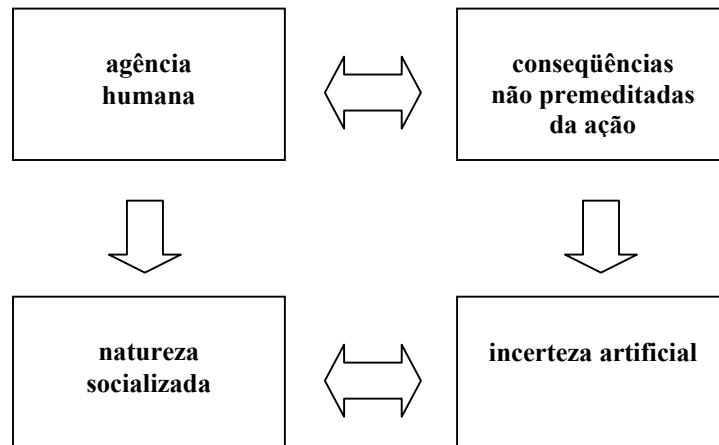 agência
humana
conseqüências
não premeditadas
da ação
natureza
socializada
incerteza artificial